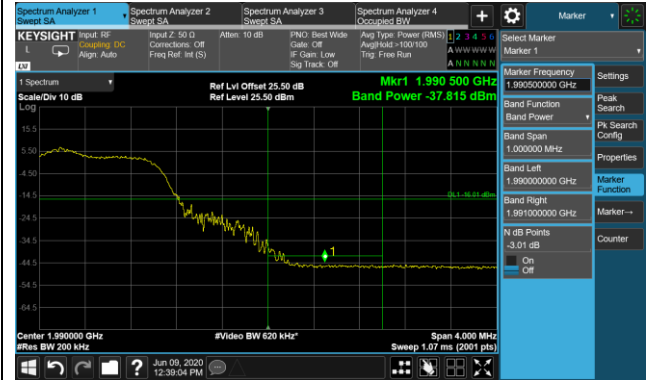 Spectrum Analyzer 1
Swept SA
Spectrum Analyzer 2
Swept SA
Spectrum Analyzer 3
Swept SA
Spectrum Analyzer 4
Occupied BW
+
Marker
KEYSIGHT
L
Input: RF
Coupling: DC
Align: Auto
Input Z: 50 Ω
Corrections: Off
Freq Ref: Int (S)
Atten: 10 dB
PNO: Best Wide
Gate: Off
IF Gain: Low
Sig Track: Off
Avg Type: Power (RMS)
Avg|Hold:>100/100
Trig: Free Run
1 2 3 4 5 6
A W W W W W
A N N N N N
LXI
1 Spectrum
Scale/Div 10 dB
Log
Ref Lvl Offset 25.50 dB
Ref Level 25.50 dBm
Mkr1 1.990 500 GHz
Band Power -37.815 dBm
15.5
5.50
-4.50
-14.5
-24.5
-34.5
-44.5
-54.5
-64.5
DL1 -16.01 dBm
1
Center 1.990000 GHz
#Res BW 200 kHz
#Video BW 620 kHz*
Span 4.000 MHz
Sweep 1.07 ms (2001 pts)
Jun 09, 2020
12:39:04 PM
?
Select Marker
Marker 1
Marker Frequency
1.990500000 GHz
Band Function
Band Power
Band Span
1.000000 MHz
Band Left
1.990000000 GHz
Band Right
1.991000000 GHz
N dB Points
-3.01 dB
On
Off
Settings
Peak
Search
Pk Search
Config
Properties
Marker
Function
Marker→
Counter